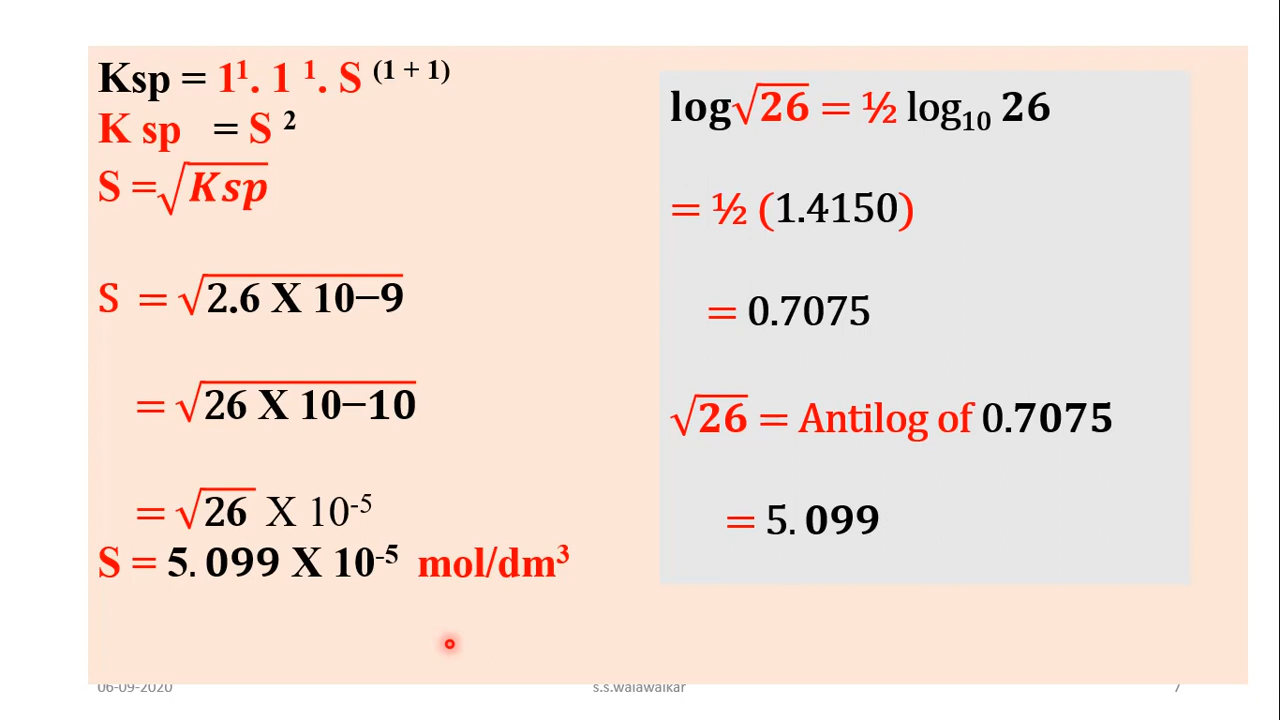 Ksp = 1¹. 1 ¹. S ⁽¹ ⁺ ¹⁾
K sp = S ²
S =√Ksp
S = √2.6 X 10−9
= √26 X 10−10
= √26 X 10⁻⁵
S = 5.099 X 10⁻⁵ mol/dm³
log√26 = ½ log₁₀ 26
= ½ (1.4150)
= 0.7075
√26 = Antilog of 0.7075
= 5.099
06-09-2020
s.s.walawalkar
7